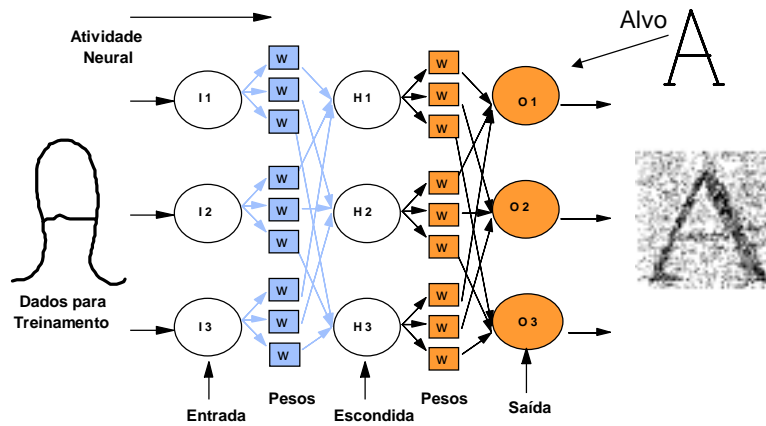 Atividade
Neural
Alvo
A
I 1
I 2
I 3
W
W
W
W
W
W
W
W
W
H 1
H 2
H 3
W
W
W
W
W
W
W
W
W
O 1
O 2
O 3
A
Dados para
Treinamento
Entrada
Pesos
Escondida
Pesos
Saída